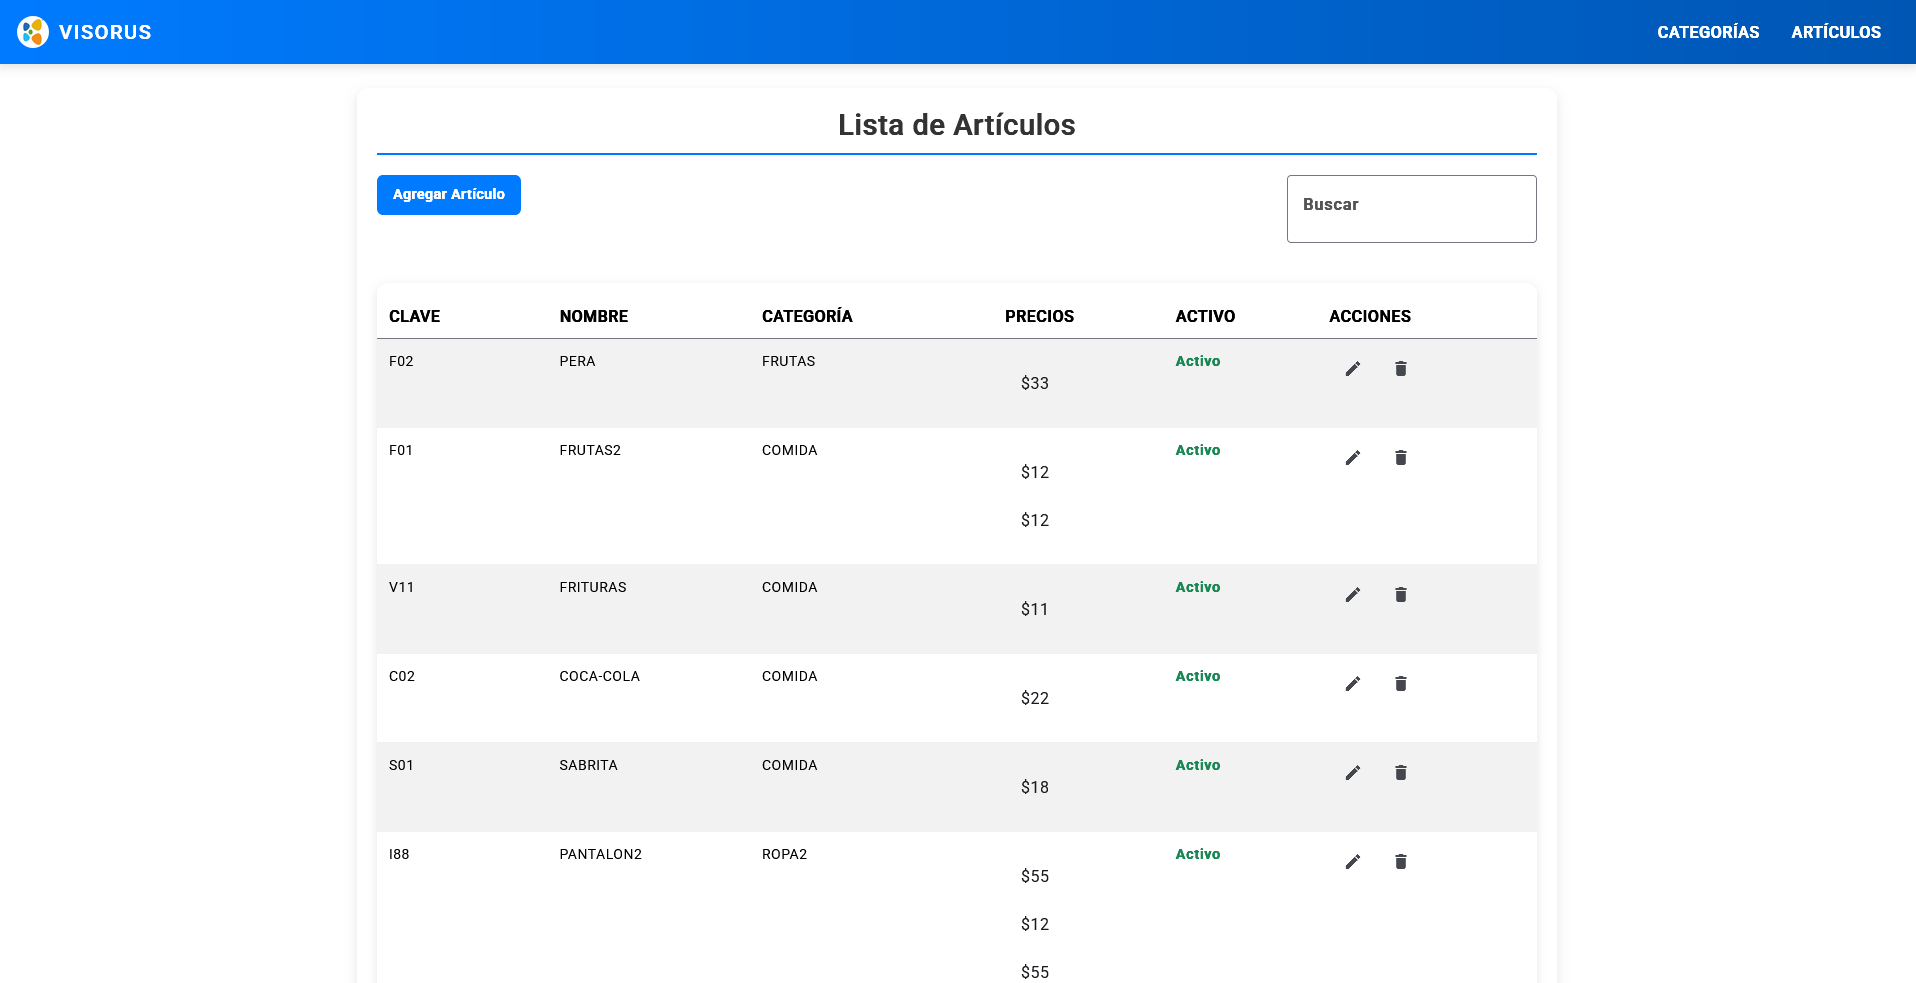 VISORUS
CATEGORÍAS ARTÍCULOS
Lista de Artículos
Agregar Artículo
Buscar
CLAVE NOMBRE CATEGORÍA PRECIOS ACTIVO ACCIONES
F02 PERA FRUTAS Activo
$33
F01 FRUTAS2 COMIDA Activo
$12
$12
V11 FRITURAS COMIDA Activo
$11
C02 COCA-COLA COMIDA Activo
$22
S01 SABRITA COMIDA Activo
$18
I88 PANTALON2 ROPA2 Activo
$55
$12
$55